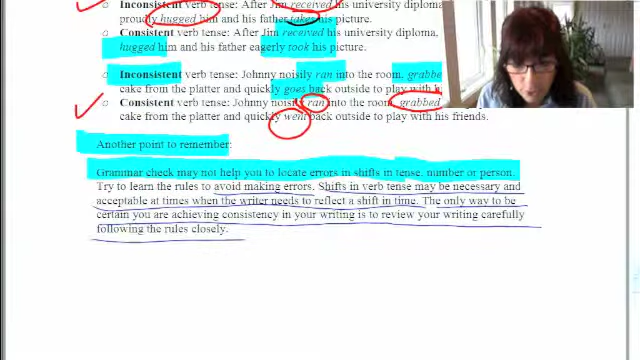 Inconsistent verb tense: After Jim received his university diploma,
proudly hugged him and his father takes his picture.
Consistent verb tense: After Jim received his university diploma,
hugged him and his father eagerly took his picture.
Inconsistent verb tense: Johnny noisily ran into the room, grabbe
cake from the platter and quickly goes back outside to play with h
Consistent verb tense: Johnny noisily ran into the room, grabbed
cake from the platter and quickly went back outside to play with his friends.
Another point to remember:
Grammar check may not help you to locate errors in shifts in tense, number or person.
Try to learn the rules to avoid making errors. Shifts in verb tense may be necessary and
acceptable at times when the writer needs to reflect a shift in time. The only way to be
certain you are achieving consistency in your writing is to review your writing carefully
following the rules closely.